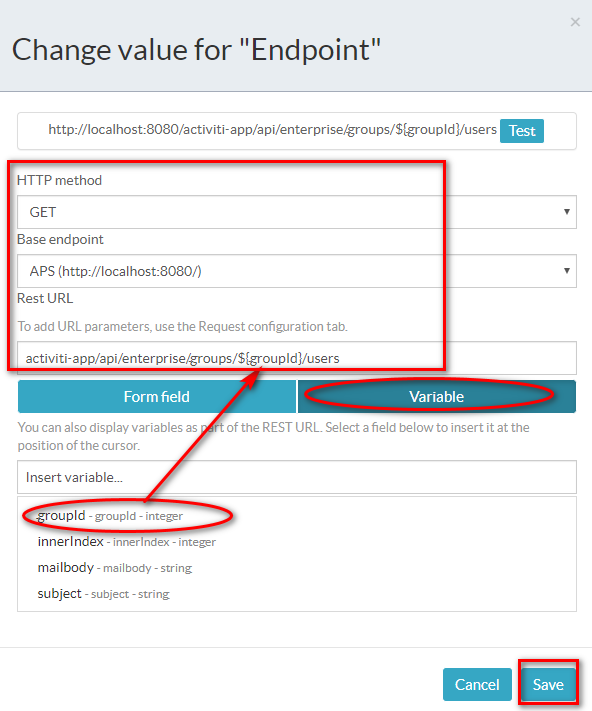 ×
Change value for "Endpoint"
http://localhost:8080/activiti-app/api/enterprise/groups/${groupId}/users Test
HTTP method
GET
Base endpoint
APS (http://localhost:8080/)
Rest URL
To add URL parameters, use the Request configuration tab.
activiti-app/api/enterprise/groups/${groupId}/users
Form field Variable
You can also display variables as part of the REST URL. Select a field below to insert it at the
position of the cursor.
Insert variable...
groupId - groupId - integer
innerIndex - innerIndex - integer
mailbody - mailbody - string
subject - subject - string
Cancel Save